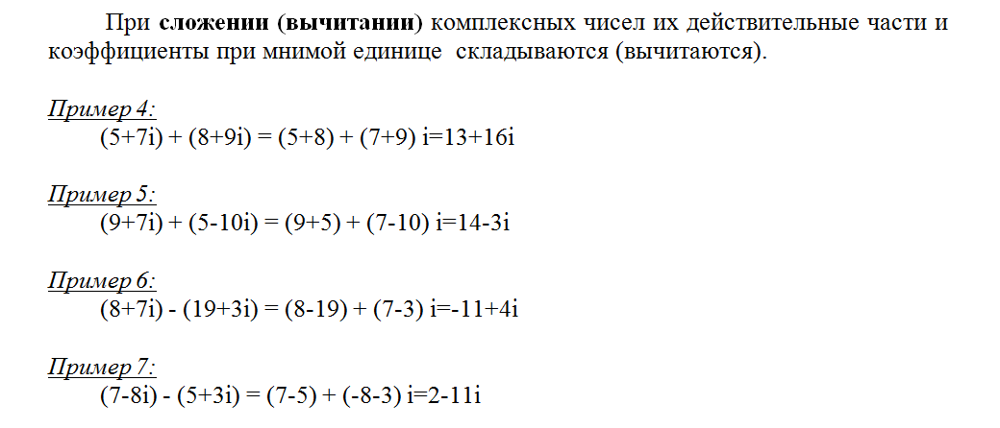 При сложении (вычитании) комплексных чисел их действительные части и
коэффициенты при мнимой единице складываются (вычитаются).
Пример 4:
(5+7i) + (8+9i) = (5+8) + (7+9) i=13+16i
Пример 5:
(9+7i) + (5-10i) = (9+5) + (7-10) i=14-3i
Пример 6:
(8+7i) - (19+3i) = (8-19) + (7-3) i=-11+4i
Пример 7:
(7-8i) - (5+3i) = (7-5) + (-8-3) i=2-11i